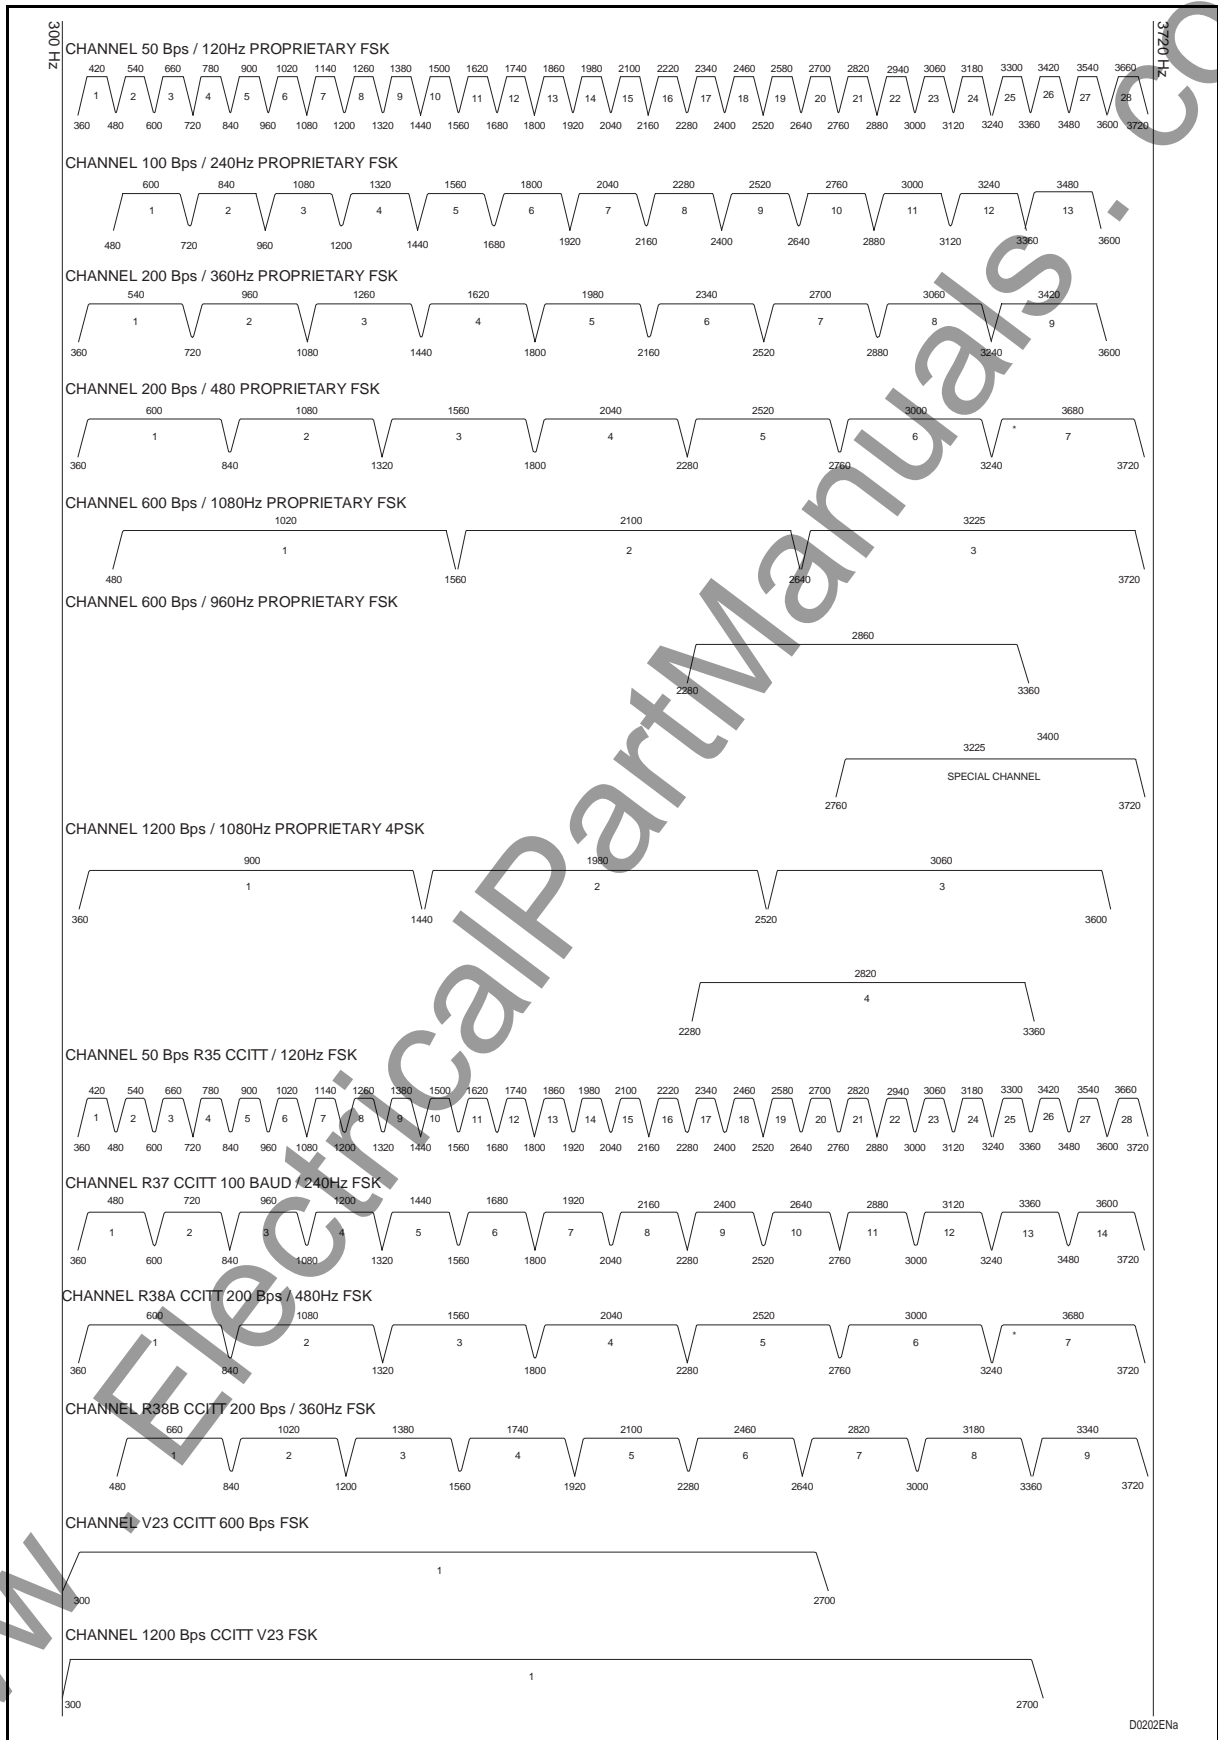 300 Hz
3720Hz
CHANNEL 50 Bps / 120Hz PROPRIETARY FSK
420 540 660 780 900 1020 1140 1260 1380 1500 1620 1740 1860 1980 2100 2220 2340 2460 2580 2700 2820 2940 3060 3180 3300 3420 3540 3660
1 2 3 4 5 6 7 8 9 10 11 12 13 14 15 16 17 18 19 20 21 22 23 24 25 26 27 28
360 480 600 720 840 960 1080 1200 1320 1440 1560 1680 1800 1920 2040 2160 2280 2400 2520 2640 2760 2880 3000 3120 3240 3360 3480 3600 3720
CHANNEL 100 Bps / 240Hz PROPRIETARY FSK
600 840 1080 1320 1560 1800 2040 2280 2520 2760 3000 3240 3480
1 2 3 4 5 6 7 8 9 10 11 12 13
480 720 960 1200 1440 1680 1920 2160 2400 2640 2880 3120 3360 3600
CHANNEL 200 Bps / 360Hz PROPRIETARY FSK
540 960 1260 1620 1980 2340 2700 3060 3420
1 2 3 4 5 6 7 8 9
360 720 1080 1440 1800 2160 2520 2880 3240 3600
CHANNEL 200 Bps / 480 PROPRIETARY FSK
600 1080 1560 2040 2520 3000 3680
1 2 3 4 5 6 * 7
360 840 1320 1800 2280 2760 3240 3720
CHANNEL 600 Bps / 1080Hz PROPRIETARY FSK
1020 2100 3225
1 2 3
480 1560 2640 3720
CHANNEL 600 Bps / 960Hz PROPRIETARY FSK
2860
2280 3360
3400
3225
SPECIAL CHANNEL
2760 3720
CHANNEL 1200 Bps / 1080Hz PROPRIETARY 4PSK
900 1980 3060
1 2 3
360 1440 2520 3600
2820
4
2280 3360
CHANNEL 50 Bps R35 CCITT / 120Hz FSK
420 540 660 780 900 1020 1140 1260 1380 1500 1620 1740 1860 1980 2100 2220 2340 2460 2580 2700 2820 2940 3060 3180 3300 3420 3540 3660
1 2 3 4 5 6 7 8 9 10 11 12 13 14 15 16 17 18 19 20 21 22 23 24 25 26 27 28
360 480 600 720 840 960 1080 1200 1320 1440 1560 1680 1800 1920 2040 2160 2280 2400 2520 2640 2760 2880 3000 3120 3240 3360 3480 3600 3720
CHANNEL R37 CCITT 100 BAUD / 240Hz FSK
480 720 960 1200 1440 1680 1920 2160 2400 2640 2880 3120 3360 3600
1 2 3 4 5 6 7 8 9 10 11 12 13 14
360 600 840 1080 1320 1560 1800 2040 2280 2520 2760 3000 3240 3480 3720
CHANNEL R38A CCITT 200 Bps / 480Hz FSK
600 1080 1560 2040 2520 3000 3680
1 2 3 4 5 6 * 7
360 840 1320 1800 2280 2760 3240 3720
CHANNEL R38B CCITT 200 Bps / 360Hz FSK
660 1020 1380 1740 2100 2460 2820 3180 3340
1 2 3 4 5 6 7 8 9
480 840 1200 1560 1920 2280 2640 3000 3360 3720
CHANNEL V23 CCITT 600 Bps FSK
1
300 2700
CHANNEL 1200 Bps CCITT V23 FSK
1
300 2700
D0202ENa
w . ElectricalPartManuals . co